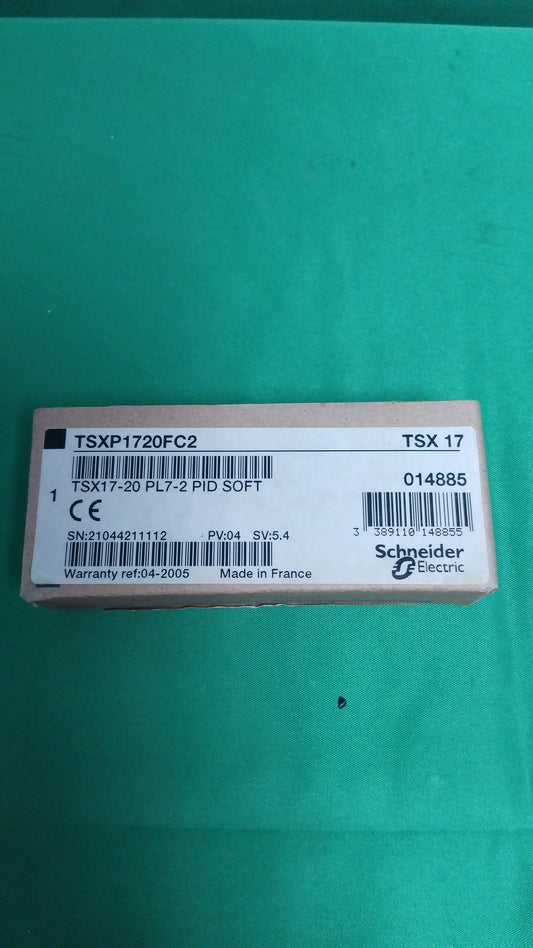 TSXP1720FC2 TSX 17
TSX17-20 PL7-2 PID SOFT 014885
1
CE
SN:21044211112 PV:04 SV:5.4
3 389110 148855
Warranty ref:04-2005 Made in France
Schneider
Electric